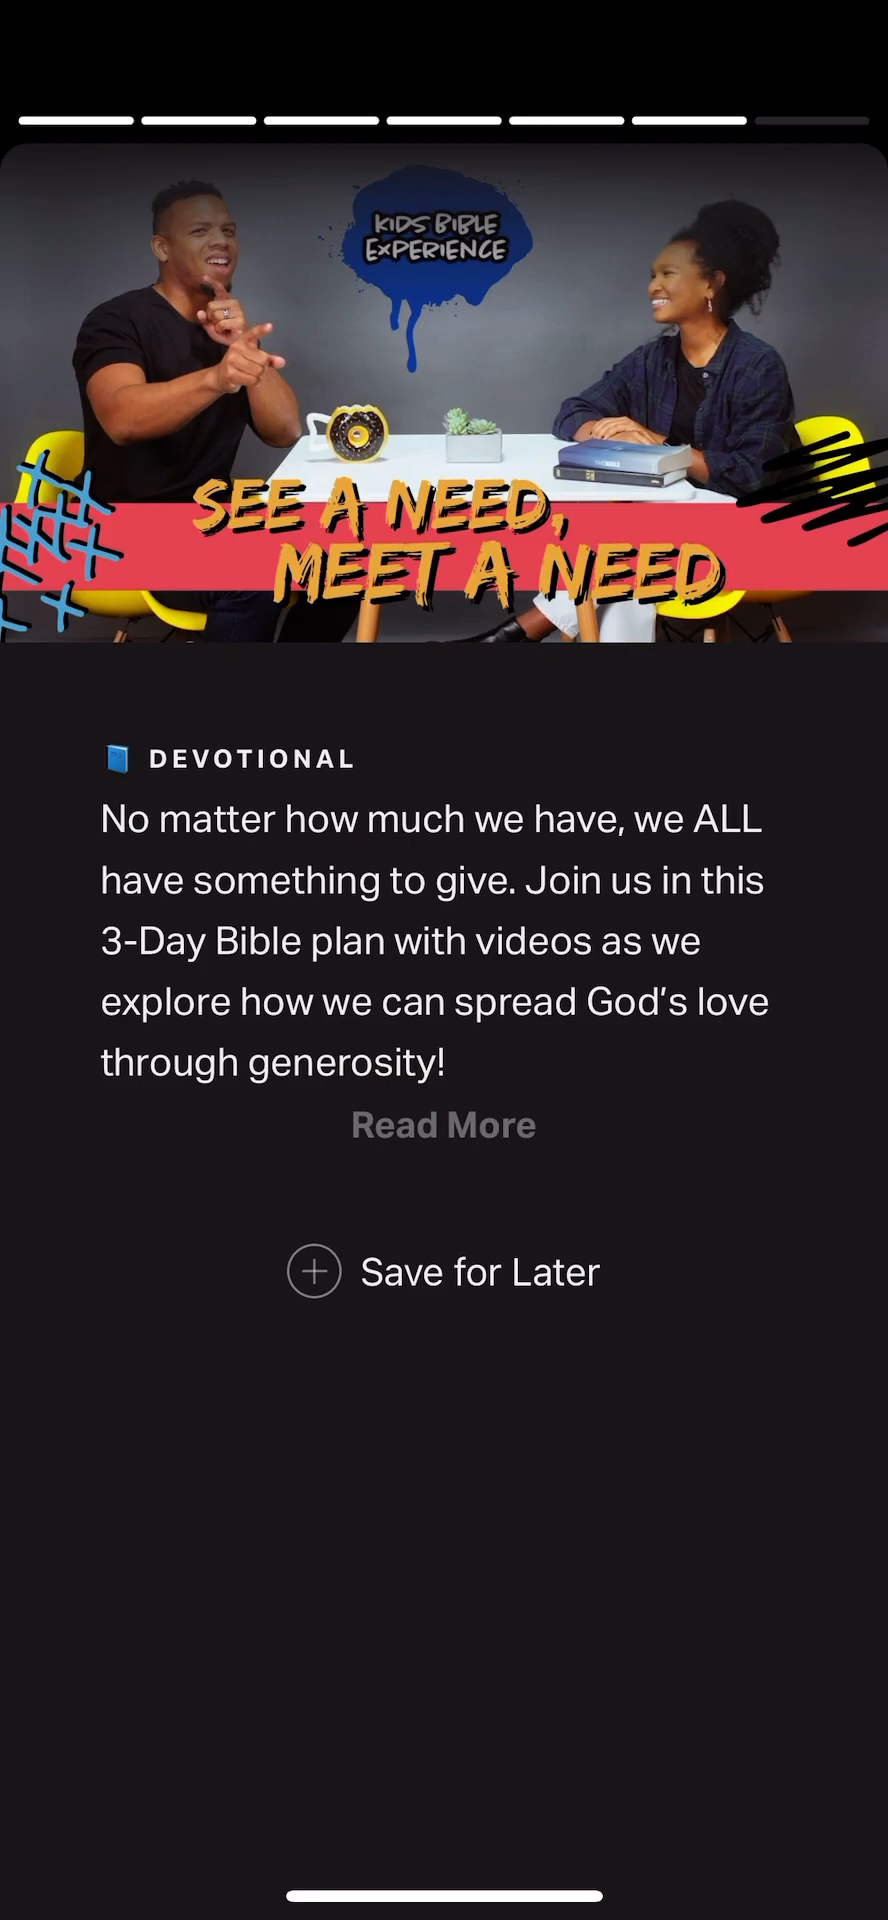 KIDS BIBLE
EXPERIENCE
THE BIBLE
SEE A NEED,
MEET A NEED
DEVOTIONAL
No matter how much we have, we ALL
have something to give. Join us in this
3-Day Bible plan with videos as we
explore how we can spread God's love
through generosity!
Read More
Save for Later